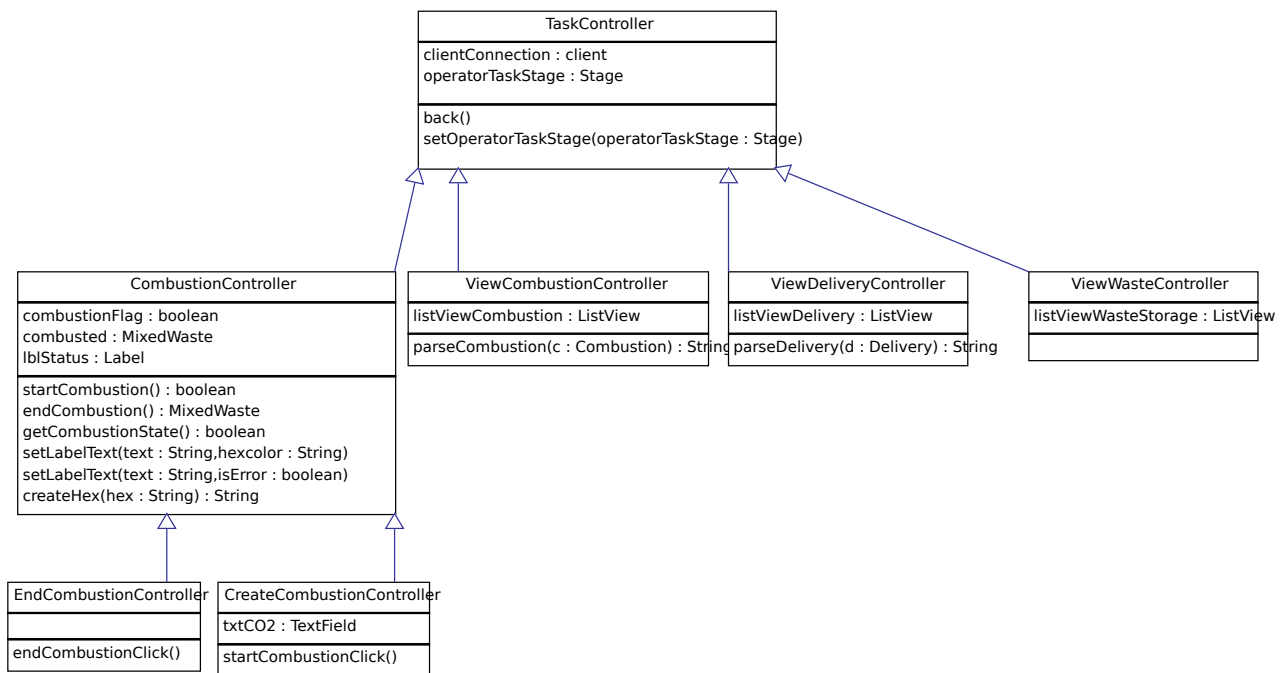 TaskController
clientConnection : client
operatorTaskStage : Stage
back()
setOperatorTaskStage(operatorTaskStage : Stage)
CombustionController
combustionFlag : boolean
combusted : MixedWaste
lblStatus : Label
startCombustion() : boolean
endCombustion() : MixedWaste
getCombustionState() : boolean
setLabelText(text : String,hexcolor : String)
setLabelText(text : String,isError : boolean)
createHex(hex : String) : String
ViewCombustionController
listViewCombustion : ListView
parseCombustion(c : Combustion) : String
ViewDeliveryController
listViewDelivery : ListView
parseDelivery(d : Delivery) : String
ViewWasteController
listViewWasteStorage : ListView
EndCombustionController
endCombustionClick()
CreateCombustionController
txtCO2 : TextField
startCombustionClick()